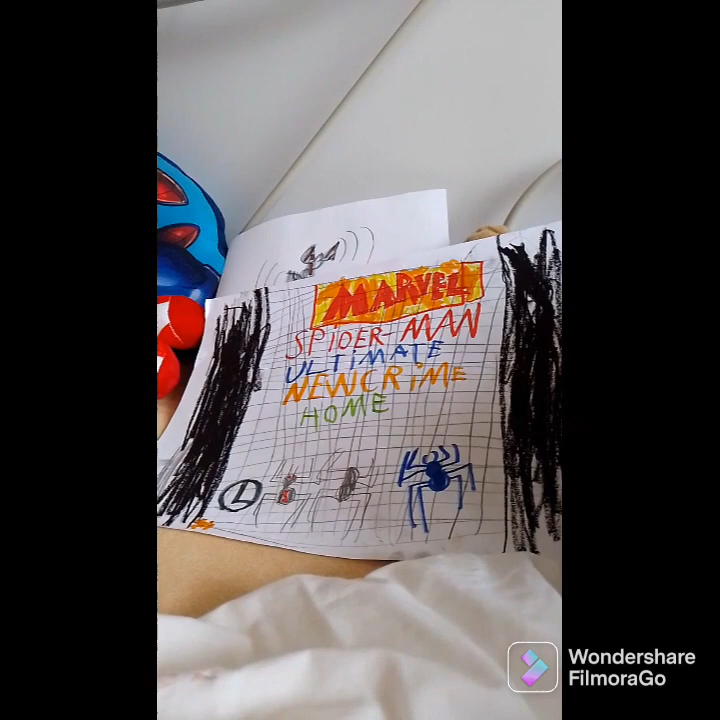 MARVEL
SPIDER-MAN
ULTIMATE
NEWCRIME
HOME
Wondershare
FilmoraGo